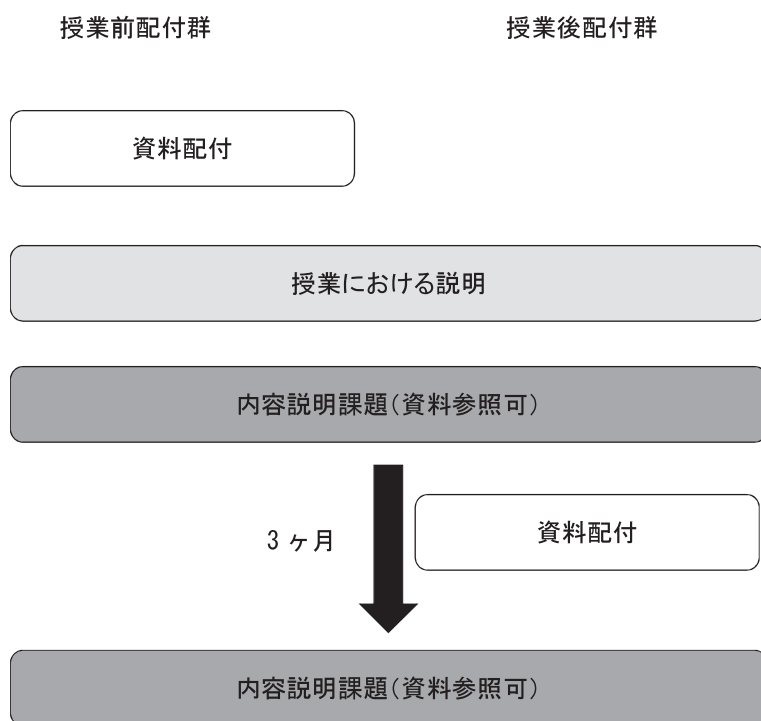 授業前配付群
授業後配付群
資料配付
授業における説明
内容説明課題(資料参照可)
3 ヶ月
資料配付
内容説明課題(資料参照可)